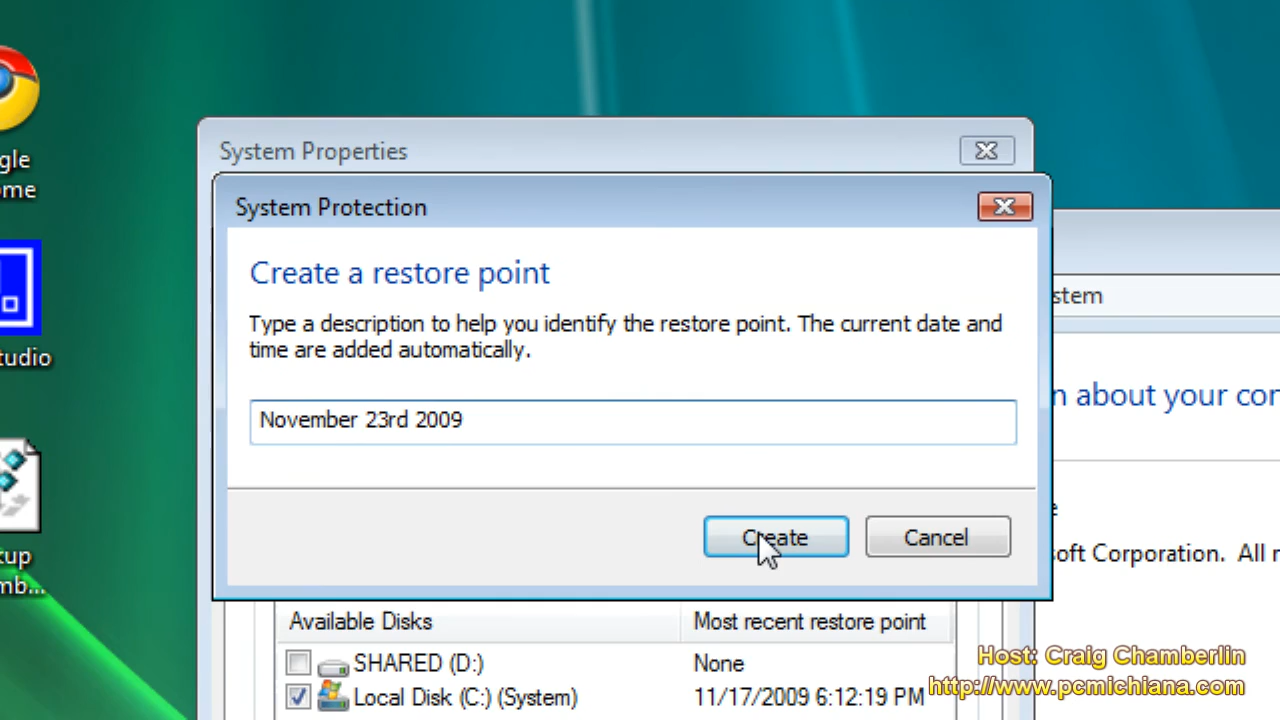 gle
ome
System Properties
System Protection
Create a restore point
Type a description to help you identify the restore point. The current date and
time are added automatically.
November 23rd 2009
Create
Cancel
stem
n about your con
e
soft Corporation. All r
tudio
tup
mb...
Available Disks
Most recent restore point
SHARED (D:)
None
Local Disk (C:) (System)
11/17/2009 6:12:19 PM
Host: Craig Chamberlin
http://www.pcmichiana.com